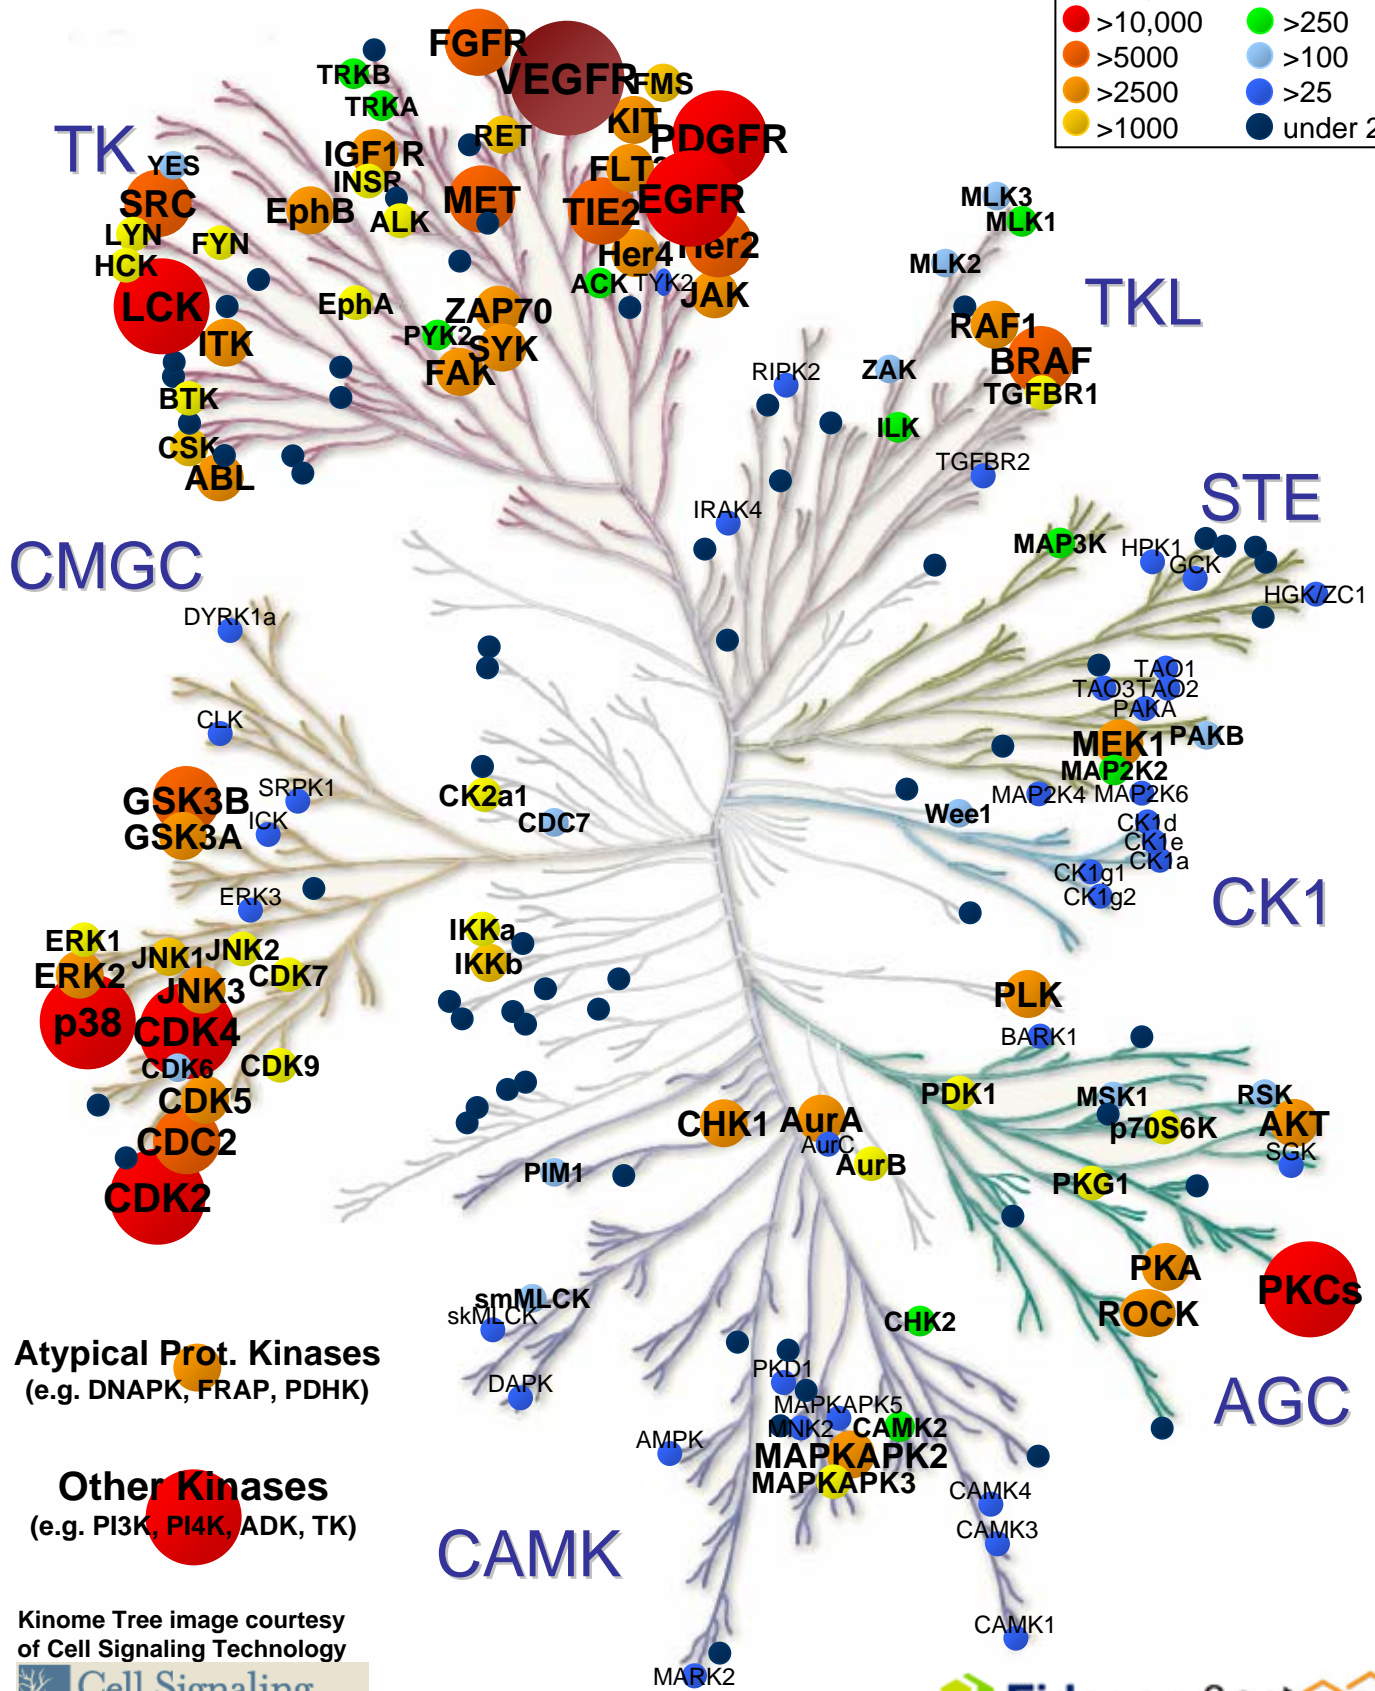 >10,000
>250
>5000
>100
>2500
>25
>1000
under 2
FGFR
VEGFR
TRKB
FMS
TRKA
KIT
TK
RET
PDGFR
IGF1R
YES
FLT3
INSR
EGFR
SRC
EphB
MET
TIE2
MLK3
ALK
MLK1
LYN
FYN
Her4
Her2
HCK
MLK2
ACK
TYK2
JAK
LCK
EphA
ZAP70
TKL
PYK2
RAF1
ITK
SYK
BRAF
FAK
RIPK2
ZAK
BTK
TGFBR1
ILK
CSK
TGFBR2
ABL
STE
IRAK4
MAP3K
HPK1
CMGC
GCK
HGK/ZC1
DYRK1a
TAO1
TAO3
TAO2
PAKA
CLK
PAKB
MEK1
MAP2K2
SRPK1
CK2a1
MAP2K4
MAP2K6
GSK3B
Wee1
ICK
CDC7
CK1d
GSK3A
CK1e
CK1a
CK1g1
ERK3
CK1g2
CK1
IKKa
ERK1
JNK2
JNK1
IKKb
ERK2
CDK7
JNK3
PLK
p38
CDK4
BARK1
CDK6
CDK9
PDK1
MSK1
RSK
CDK5
CHK1
AurA
p70S6K
AKT
CDC2
AurC
SGK
AurB
PIM1
PKG1
CDK2
PKA
PKCs
smMLCK
ROCK
skMLCK
CHK2
Atypical Prot. Kinases
(e.g. DNAPK, FRAP, PDHK)
PKD1
DAPK
MAPKAPK5
AGC
MNK2
CAMK2
AMPK
MAPKAPK2
MAPKAPK3
Other Kinases
CAMK4
(e.g. PI3K, PI4K, ADK, TK)
CAMK3
CAMK
Kinome Tree image courtesy
CAMK1
of Cell Signaling Technology
MARK2
Cell Signaling